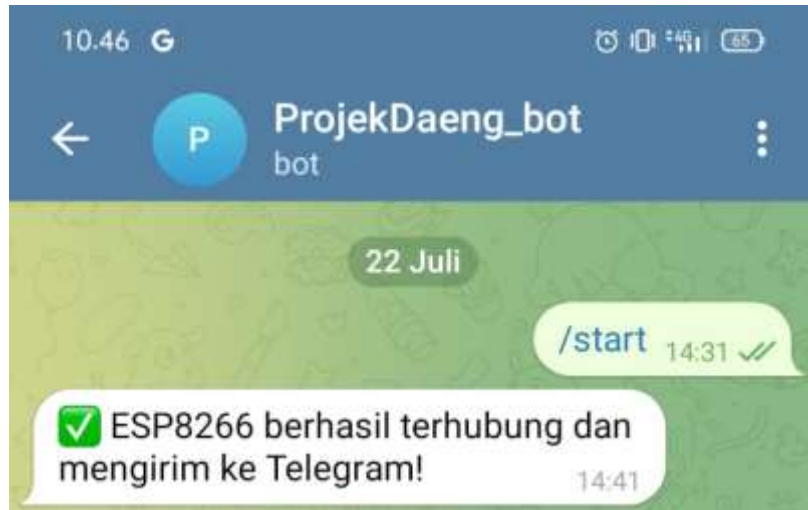 10.46 G 4G 65
P
ProjekDaeng_bot
bot
22 Juli
/start 14:31
✅ ESP8266 berhasil terhubung dan
mengirim ke Telegram! 14:41